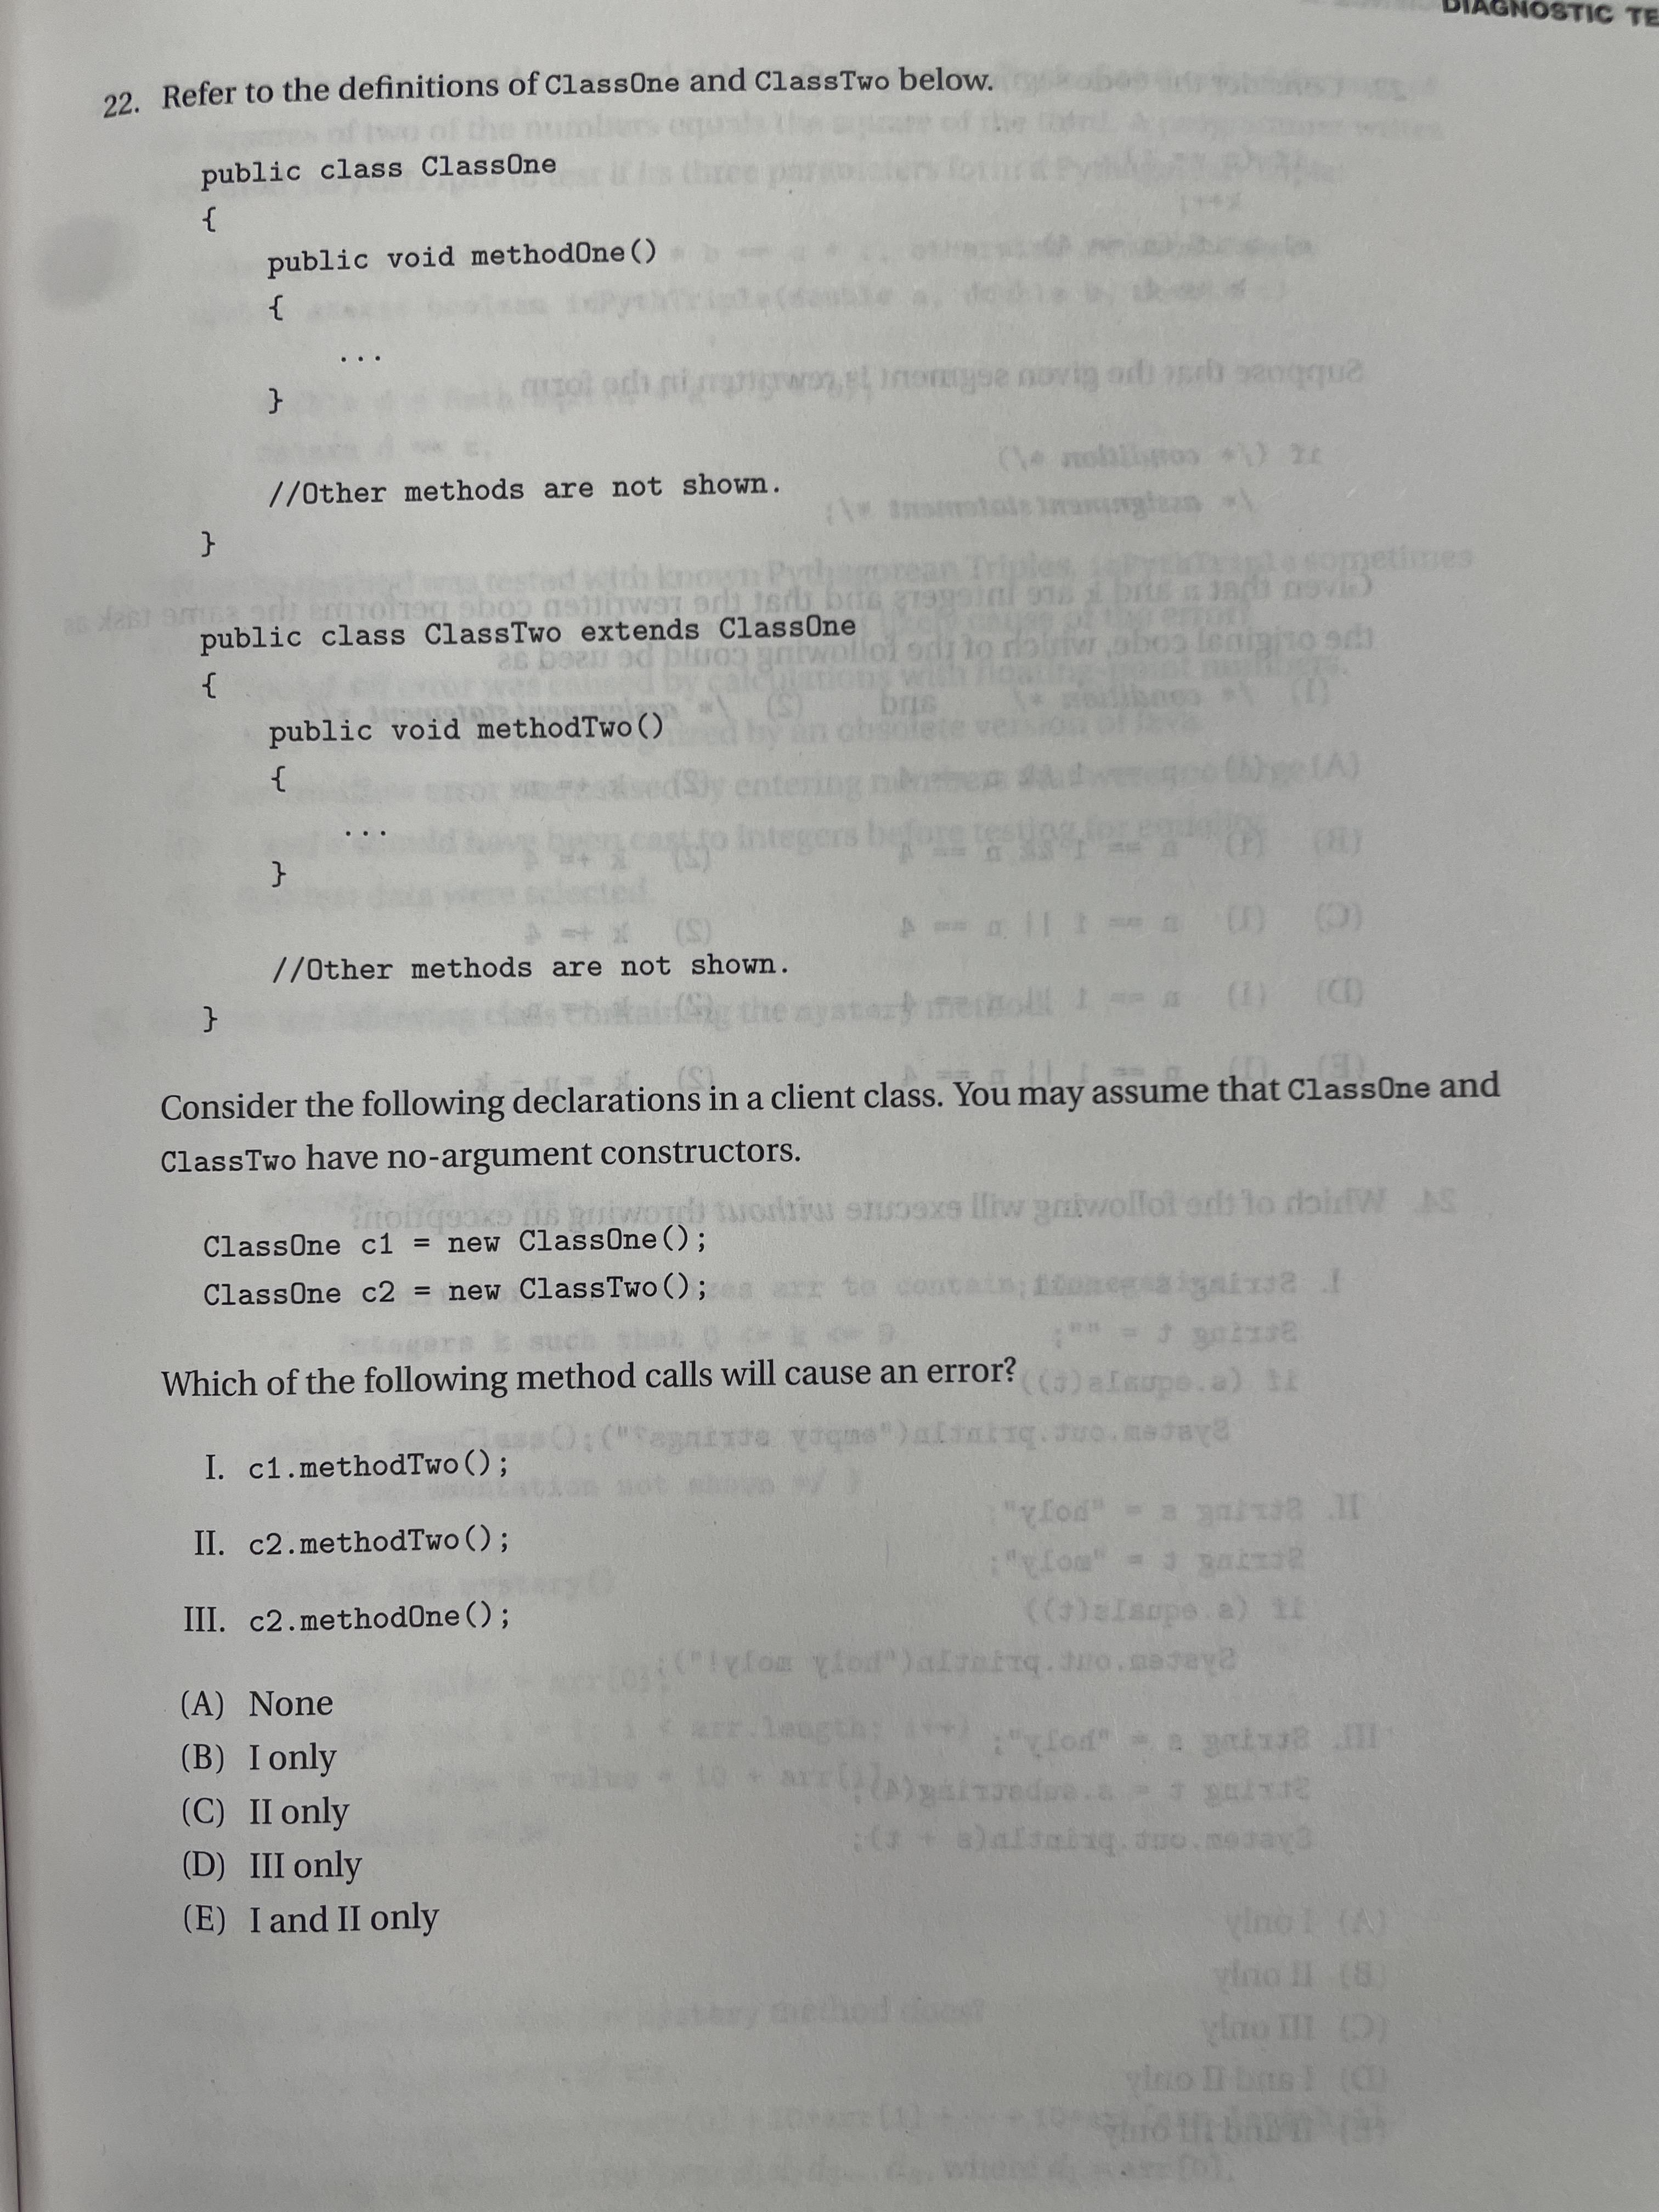 DIAGNOSTIC TE
22. Refer to the definitions of ClassOne and ClassTwo below.
public class ClassOne
{
public void methodOne()
{
...
}
//Other methods are not shown.
}
public class ClassTwo extends ClassOne
{
public void methodTwo()
{
...
}
//Other methods are not shown.
}
Consider the following declarations in a client class. You may assume that ClassOne and
ClassTwo have no-argument constructors.
ClassOne c1 = new ClassOne();
ClassOne c2 = new ClassTwo();
Which of the following method calls will cause an error?
I. c1.methodTwo();
II. c2.methodTwo();
III. c2.methodOne();
(A) None
(B) I only
(C) II only
(D) III only
(E) I and II only